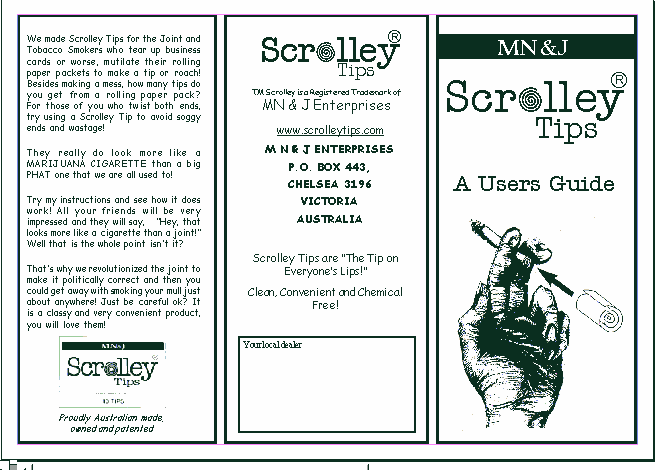 We made Scrolley Tips for the Joint and
Tobacco Smokers who tear up business
cards or worse, mutilate their rolling
paper packets to make a tip or roach!
Besides making a mess, how many tips do
you get from a rolling paper pack?
For those of you who twist both ends,
try using a Scrolley Tip to avoid soggy
ends and wastage!
They really do look more like a
MARIJUANA CIGARETTE than a big
PHAT one that we are all used to!
Try my instructions and see how it does
work! All your friends will be very
impressed and they will say, "Hey, that
looks more like a cigarette than a joint!"
Well that is the whole point isn't it?
That's why we revolutionized the joint to
make it politically correct and then you
could get away with smoking your mull just
about anywhere! Just be careful ok? It
is a classy and very convenient product,
you will love them!
MN&J
Scrolley
Tips
40 TIPS
Proudly Australian made,
owned and patented
Scrolley®
Tips
TM Scrolley is a Registered Trademark of
MN & J Enterprises
www.scrolleytips.com
M N & J ENTERPRISES
P.O. BOX 443,
CHELSEA 3196
VICTORIA
AUSTRALIA
Scrolley Tips are "The Tip on
Everyone's Lips!"
Clean, Convenient and Chemical
Free!
Your local dealer
MN&J
Scrolley®
Tips
A Users Guide